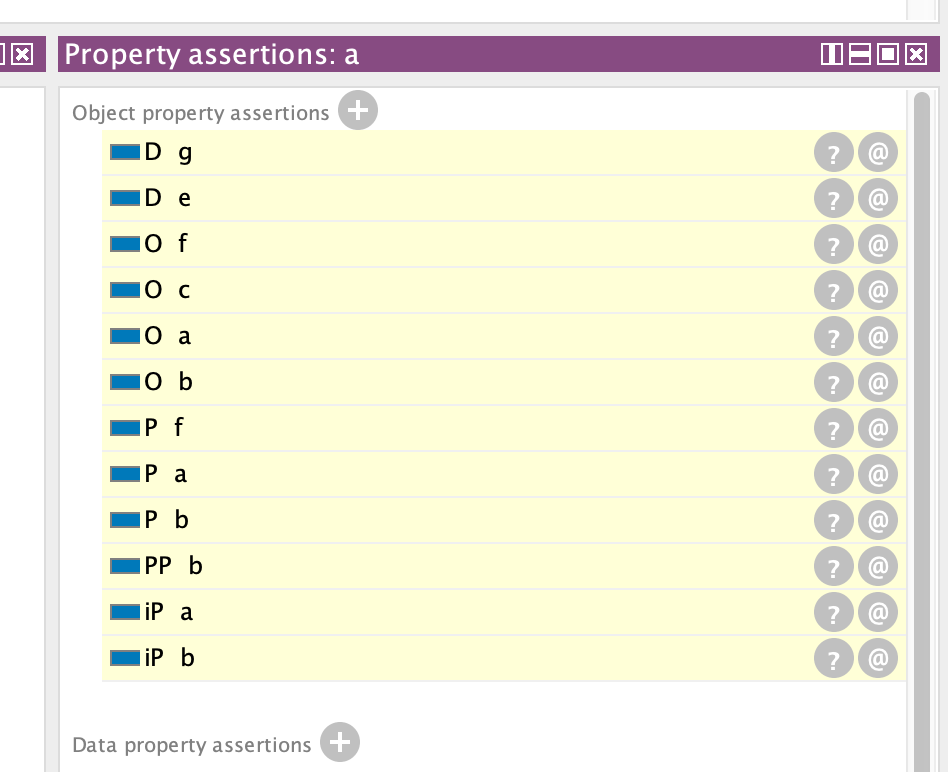 Property assertions: a
Object property assertions
D g
D e
O f
O c
O a
O b
P f
P a
P b
PP b
iP a
iP b
Data property assertions